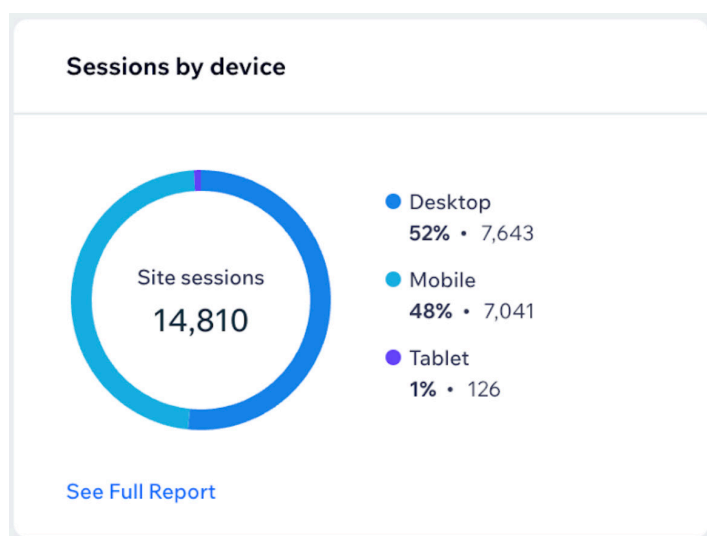 Sessions by device
Site sessions
14,810
Desktop
52% • 7,643
Mobile
48% • 7,041
Tablet
1% • 126
See Full Report